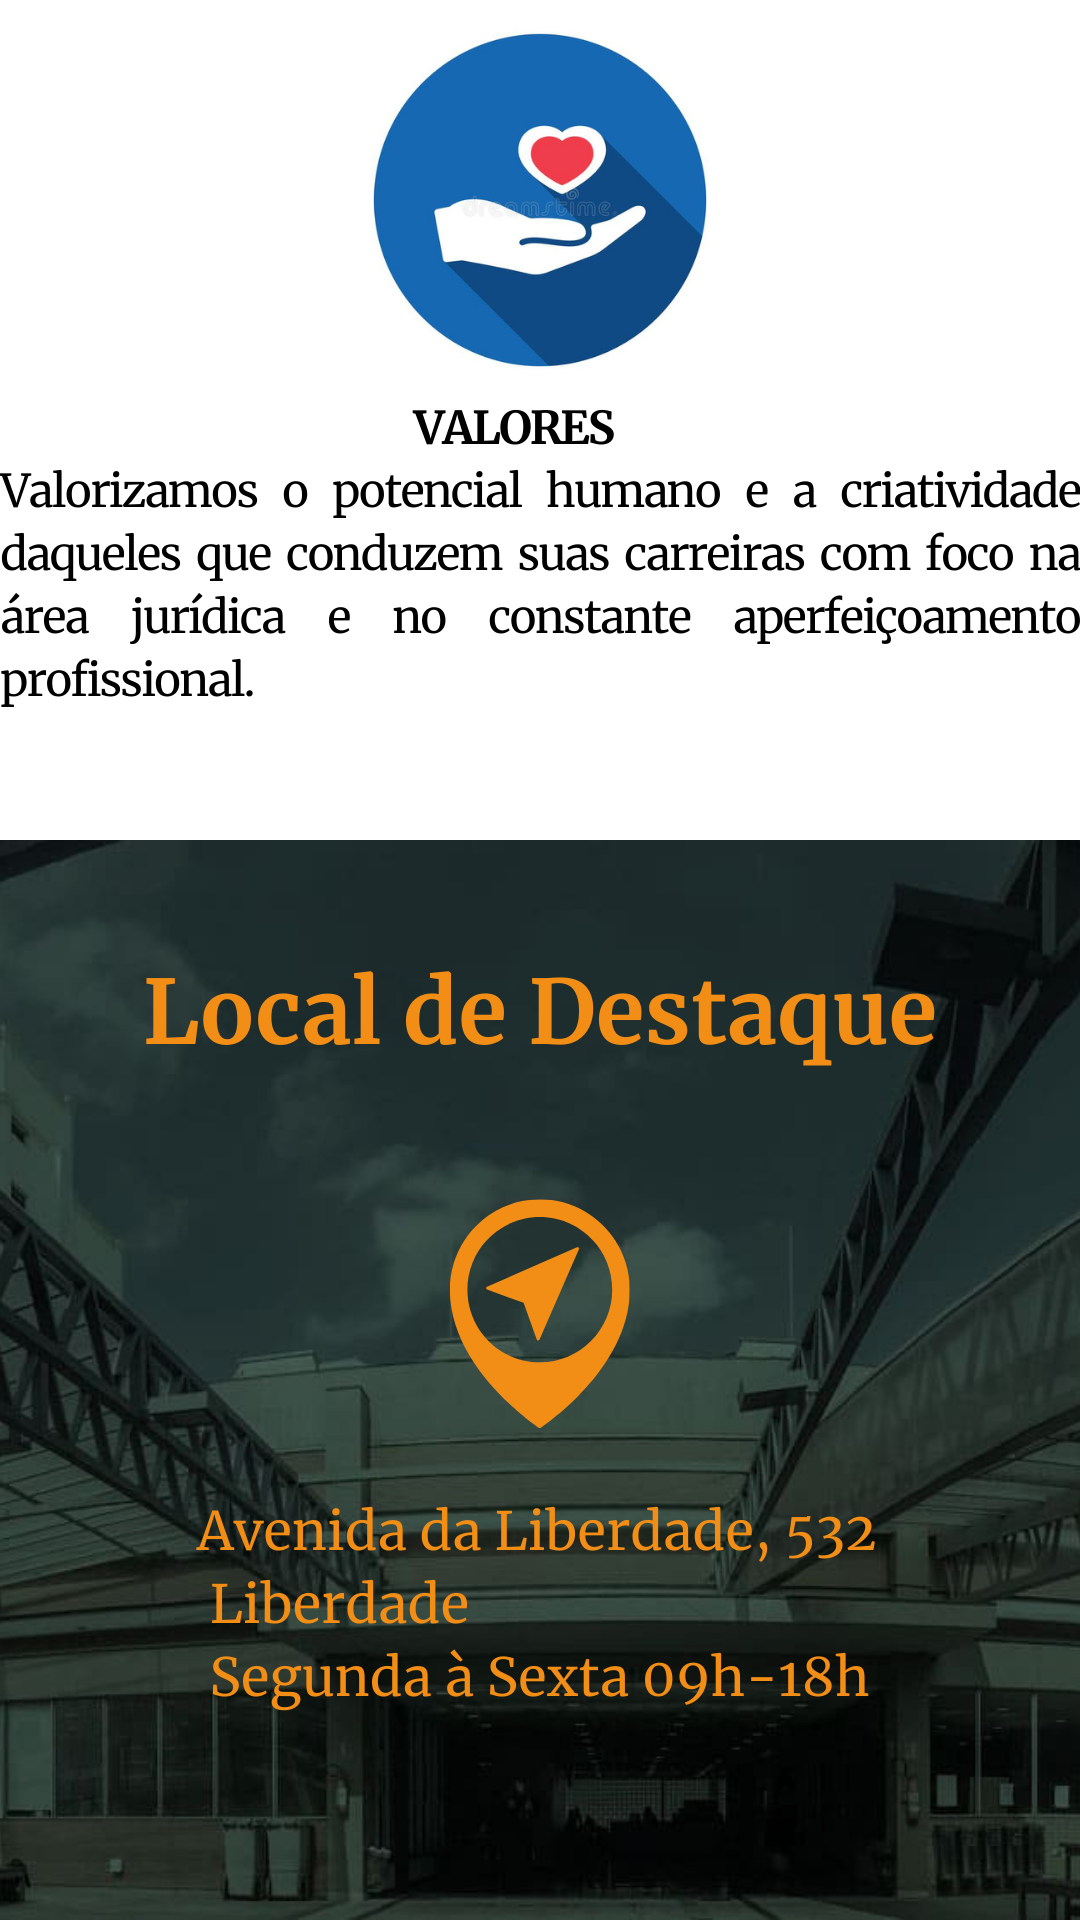 dreamstime.
VALORES
Valorizamos o potencial humano e a criatividade
daqueles que conduzem suas carreiras com foco na
área jurídica e no constante aperfeiçoamento
profissional.
Local de Destaque
Avenida da Liberdade, 532
Liberdade
Segunda à Sexta 09h-18h